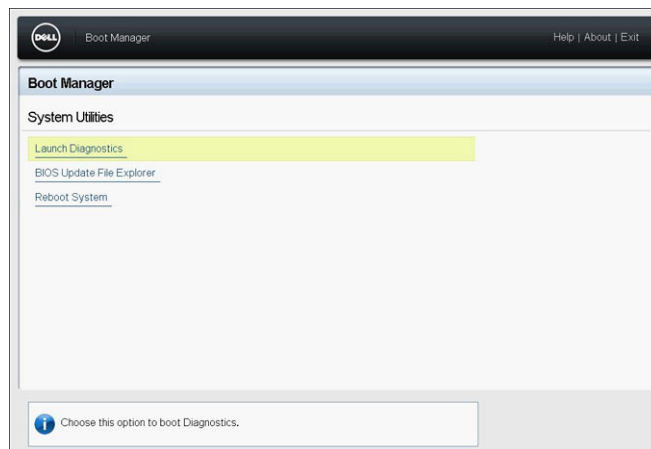 DELL Boot Manager Help | About | Exit
Boot Manager
System Utilities
Launch Diagnostics
BIOS Update File Explorer
Reboot System
Choose this option to boot Diagnostics.